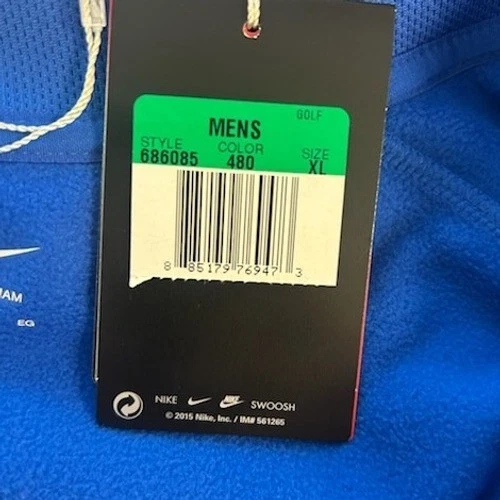 GOLF
MENS
STYLE COLOR SIZE
686085 480 XL
8 85179 76947 3
NIKE NIKE SWOOSH
© 2015 Nike, Inc. / IM# 561265
EG